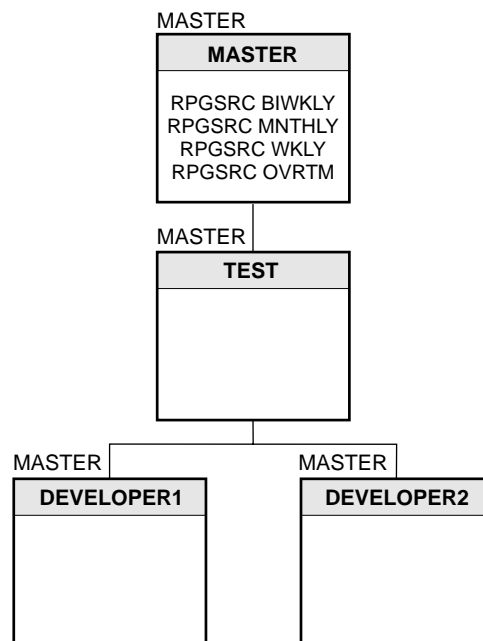 MASTER
MASTER
RPGSRC BIWKLY
RPGSRC MNTHLY
RPGSRC WKLY
RPGSRC OVRTM
MASTER
TEST
MASTER
DEVELOPER1
MASTER
DEVELOPER2